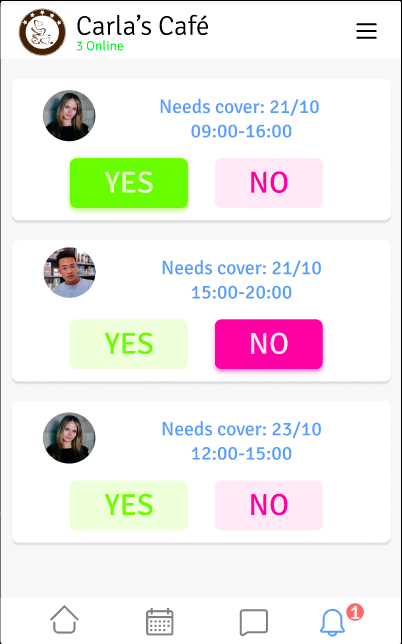 Carla's Café
3 Online
Needs cover: 21/10
09:00-16:00
YES NO
Needs cover: 21/10
15:00-20:00
YES NO
Needs cover: 23/10
12:00-15:00
YES NO
1